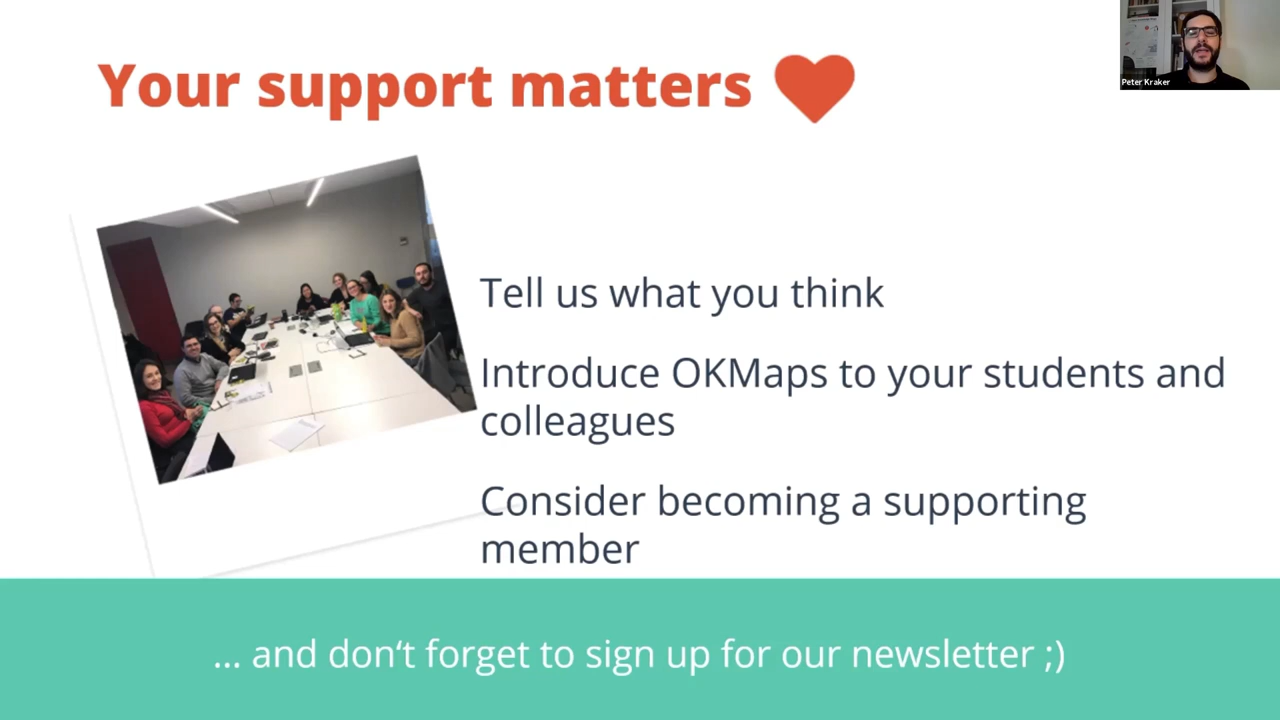 Your support matters
Peter Kraker
Tell us what you think
Introduce OKMaps to your students and
colleagues
Consider becoming a supporting
member
... and don‘t forget to sign up for our newsletter ;)